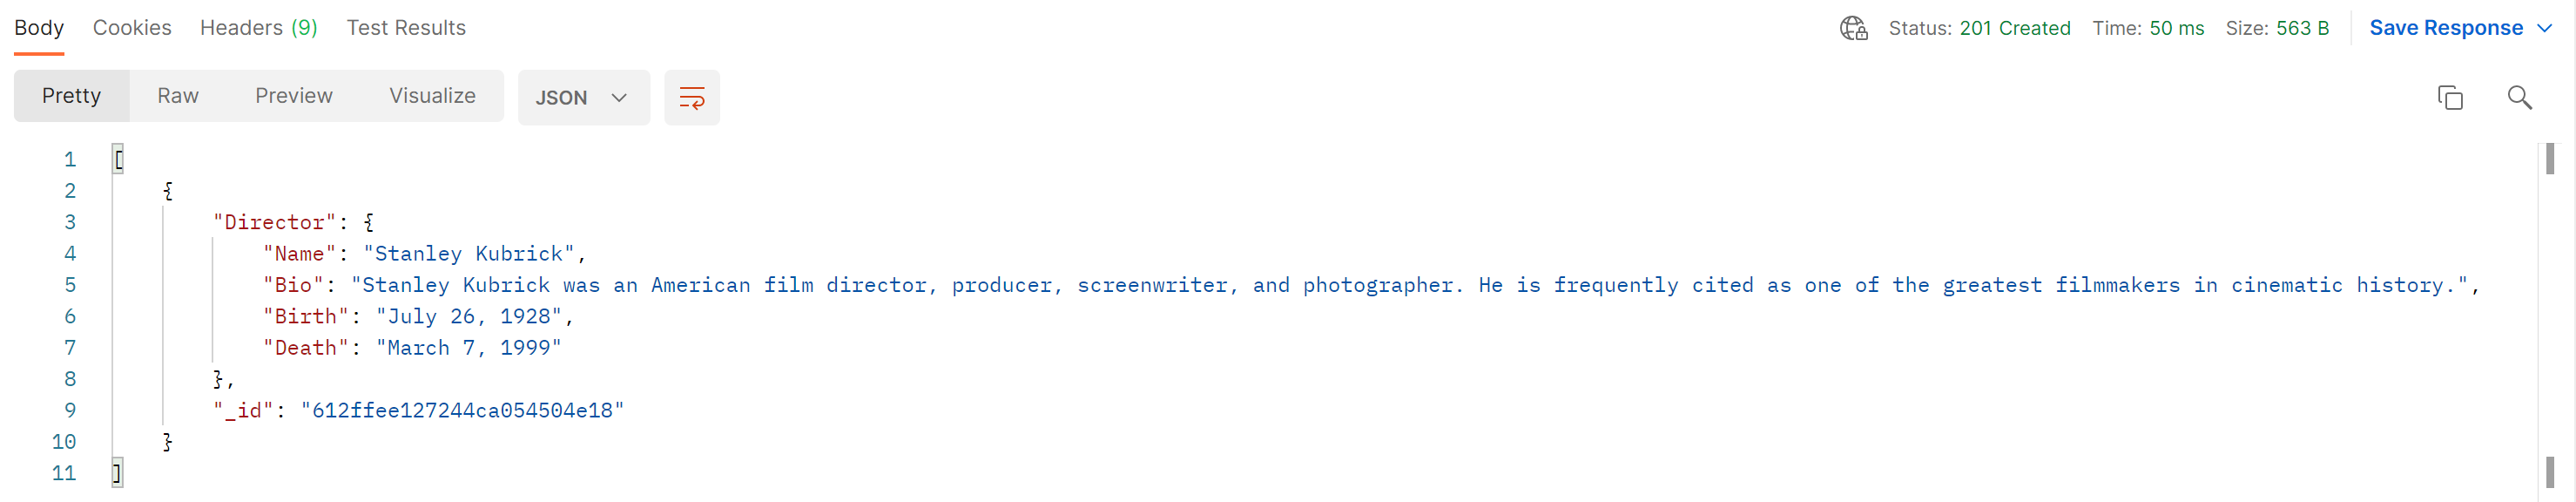 Body Cookies Headers (9) Test Results Status: 201 Created Time: 50 ms Size: 563 B Save Response
Pretty Raw Preview Visualize JSON
1 [
2 {
3 "Director": {
4 "Name": "Stanley Kubrick",
5 "Bio": "Stanley Kubrick was an American film director, producer, screenwriter, and photographer. He is frequently cited as one of the greatest filmmakers in cinematic history.",
6 "Birth": "July 26, 1928",
7 "Death": "March 7, 1999"
8 },
9 "_id": "612ffee127244ca054504e18"
10 }
11 ]